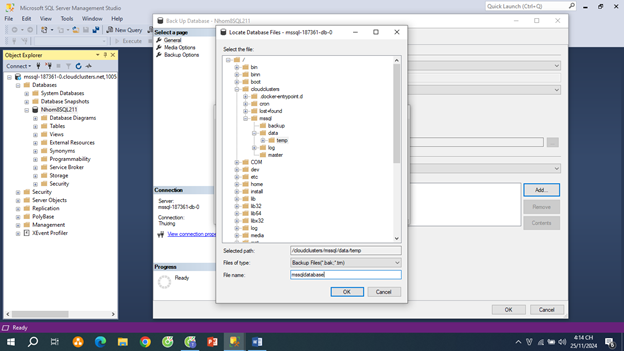 Microsoft SQL Server Management Studio
Quick Launch (Ctrl+Q)
File Edit View Tools Window Help
New Query
Execute
Object Explorer
Connect
mssql-187361-0.cloudclusters.net,1005
Databases
System Databases
Database Snapshots
Nhom8SQL211
Database Diagrams
Tables
Views
External Resources
Synonyms
Programmability
Service Broker
Storage
Security
Security
Server Objects
Replication
PolyBase
Management
XEvent Profiler
Back Up Database - Nhom8SQL211
Select a page
General
Media Options
Backup Options
Connection
Server:
mssql-187361-db-0
Connection:
Thuong
View connection prope
Progress
Ready
Add...
Remove
Contents
OK
Cancel
Locate Database Files - mssql-187361-db-0
Select the file:
/
bin
bmn
boot
cloudclusters
.docker-entrypoint.d
cron
lost+found
mssql
backup
data
temp
log
master
COM
dev
etc
home
install
lib
lib32
lib64
libx32
log
media
Selected path:
/cloudclusters/mssql/data/temp
Files of type:
Backup Files(*.bak;*.trn)
File name:
mssqldatabase
OK
Cancel
Ready
4:14 CH
25/11/2024